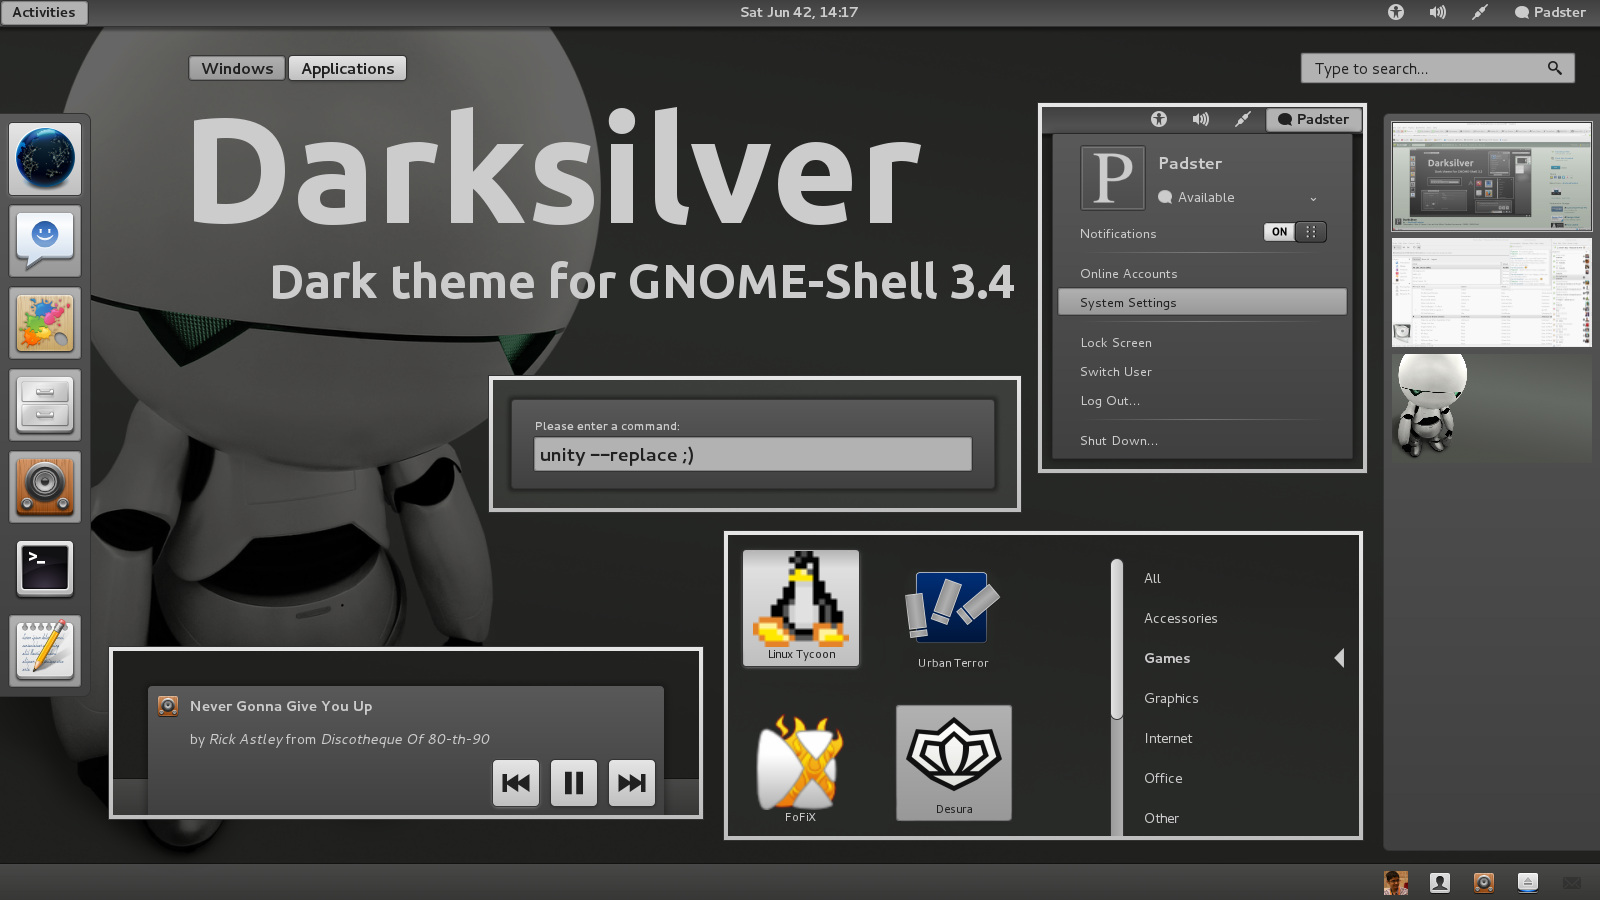 Activities
Sat Jun 42, 14:17
Padster
Windows
Applications
Type to search...
Darksilver
Dark theme for GNOME-Shell 3.4
Padster
P
Padster
Available
Notifications
ON
Online Accounts
System Settings
Lock Screen
Switch User
Log Out...
Shut Down...
Darksilver
Please enter a command:
unity --replace ;)
>_
Linux Tycoon
Urban Terror
FoFiX
Desura
All
Accessories
Games
Graphics
Internet
Office
Other
Never Gonna Give You Up
by Rick Astley from Discotheque Of 80-th-90